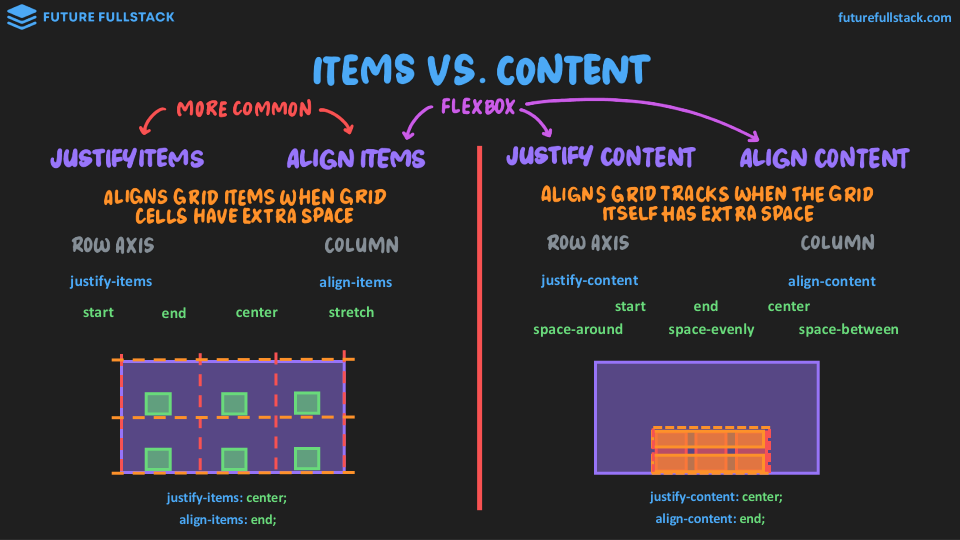 FUTURE FULLSTACK
futurefullstack.com
ITEMS VS. CONTENT
MORE COMMON
FLEXBOX
JUSTIFY ITEMS
ALIGN ITEMS
JUSTIFY CONTENT
ALIGN CONTENT
ALIGNS GRID ITEMS WHEN GRID
CELLS HAVE EXTRA SPACE
ROW AXIS
COLUMN
justify-items
align-items
start
end
center
stretch
justify-items: center;
align-items: end;
ALIGNS GRID TRACKS WHEN THE GRID
ITSELF HAS EXTRA SPACE
ROW AXIS
COLUMN
justify-content
align-content
start
end
center
space-around
space-evenly
space-between
justify-content: center;
align-content: end;